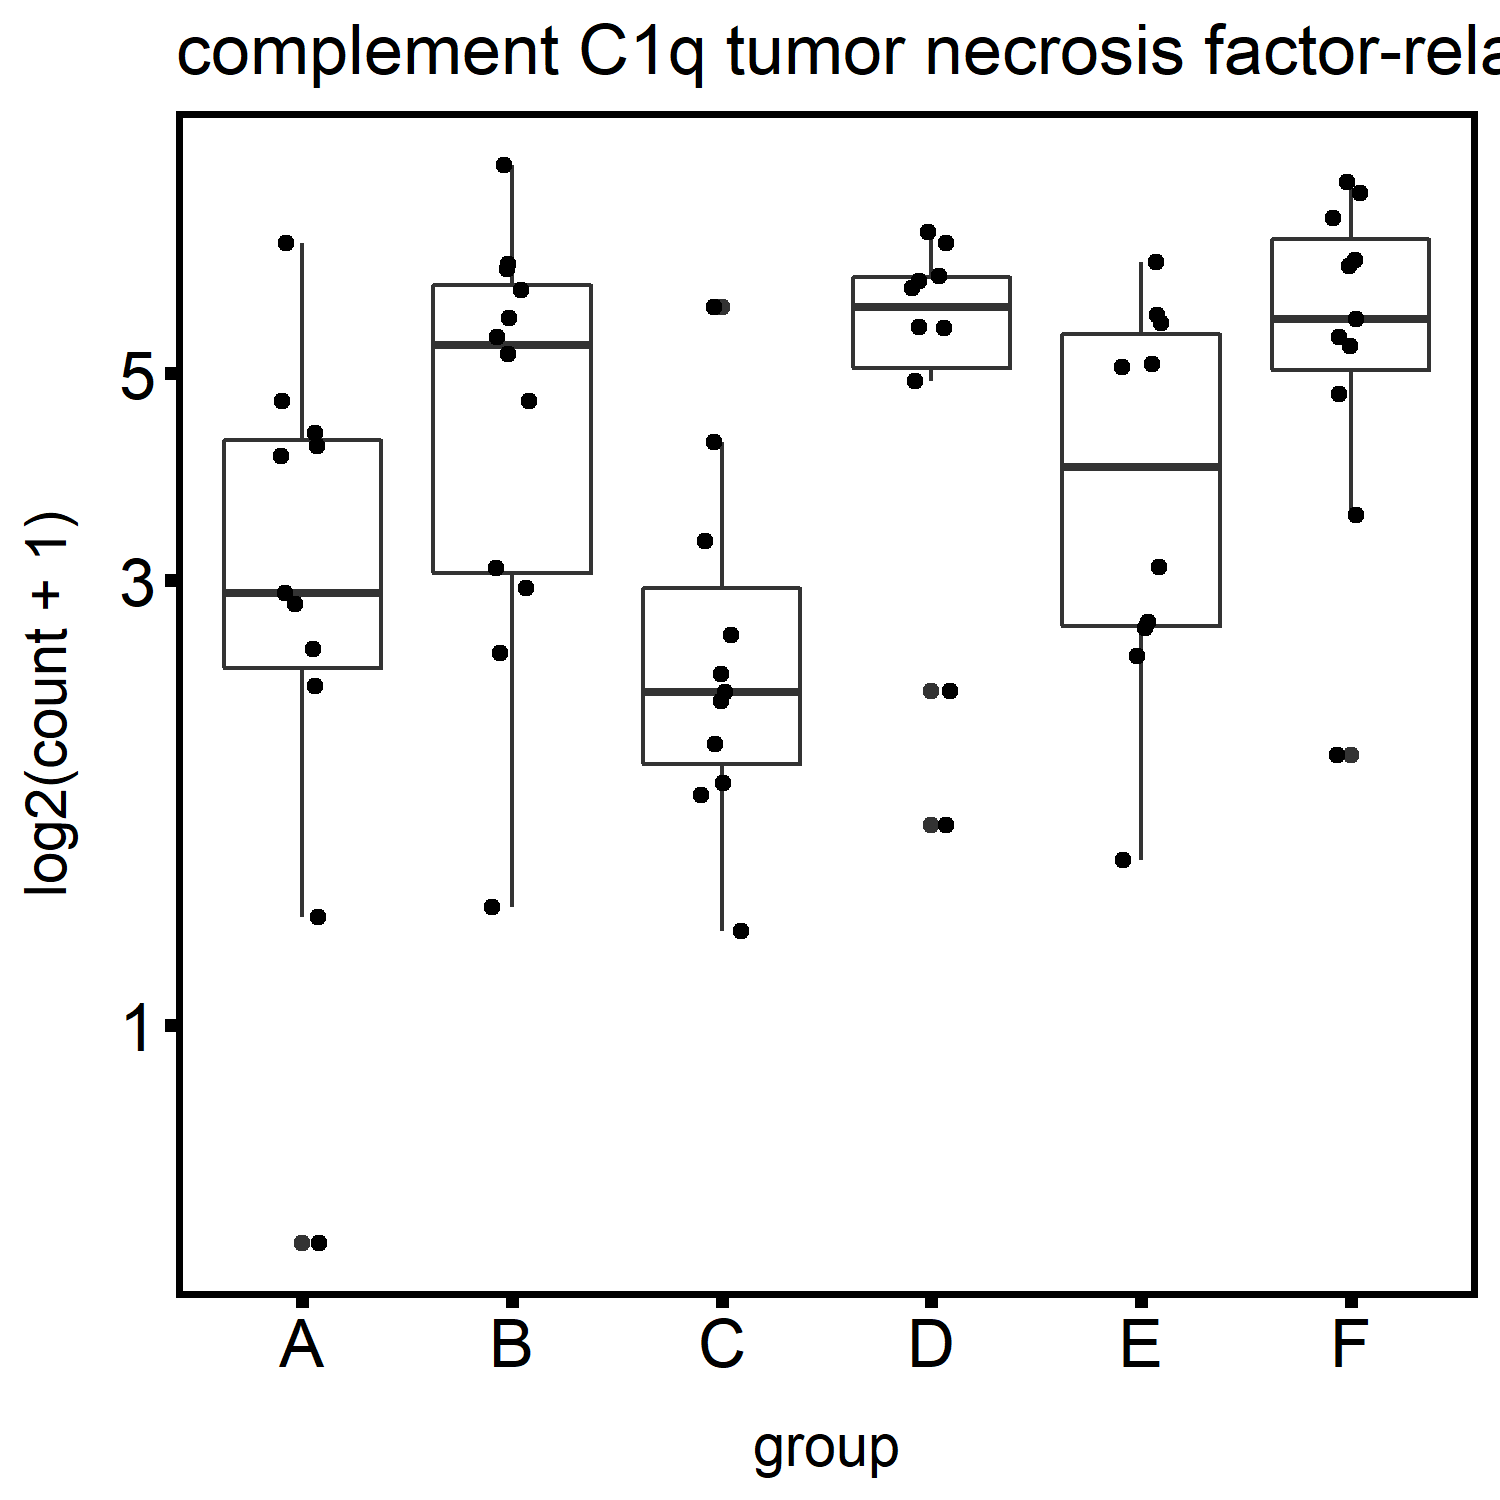 complement C1q tumor necrosis factor-rela
log2(count + 1)
5
3
1
A B C D E F
group